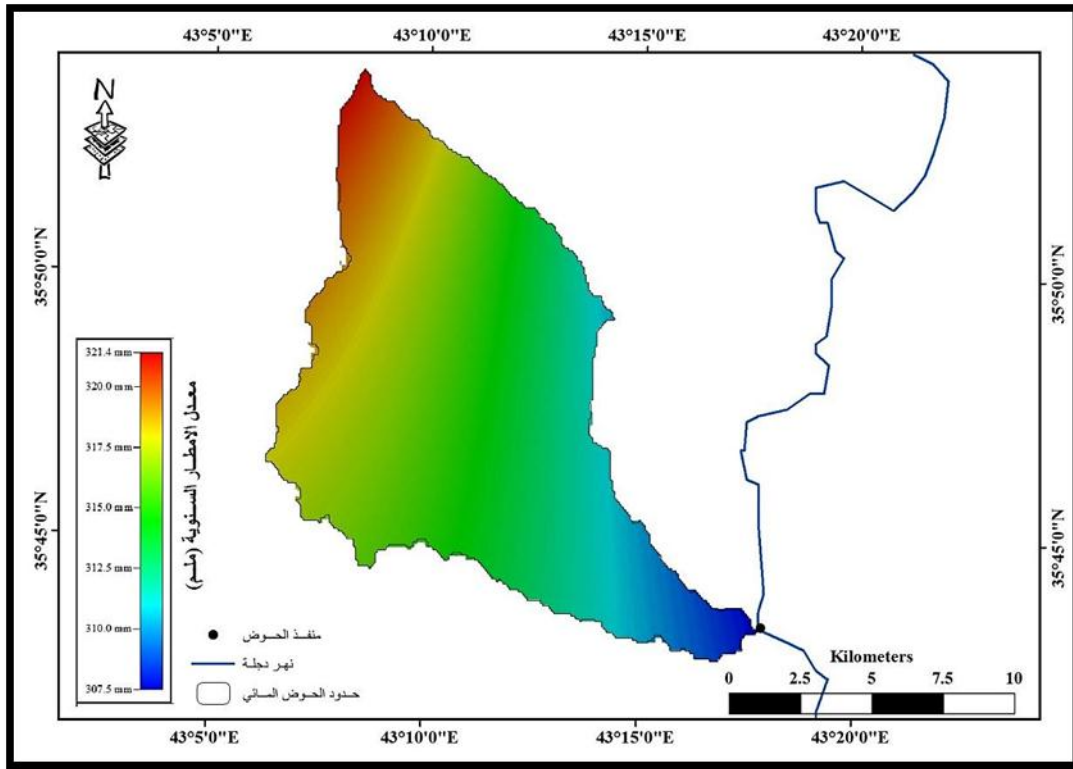 43°5'0"E
43°10'0"E
43°15'0"E
43°20'0"E
N
35°50'0"N
35°50'0"N
321.4 mm
320.0 mm
317.5 mm
315.0 mm
312.5 mm
310.0 mm
307.5 mm
معدل الامطار السنوية (ملم)
35°45'0"N
35°45'0"N
منفذ الحوض
نهر دجلة
حدود الحوض المائي
Kilometers
0 2.5 5 7.5 10
43°5'0"E
43°10'0"E
43°15'0"E
43°20'0"E